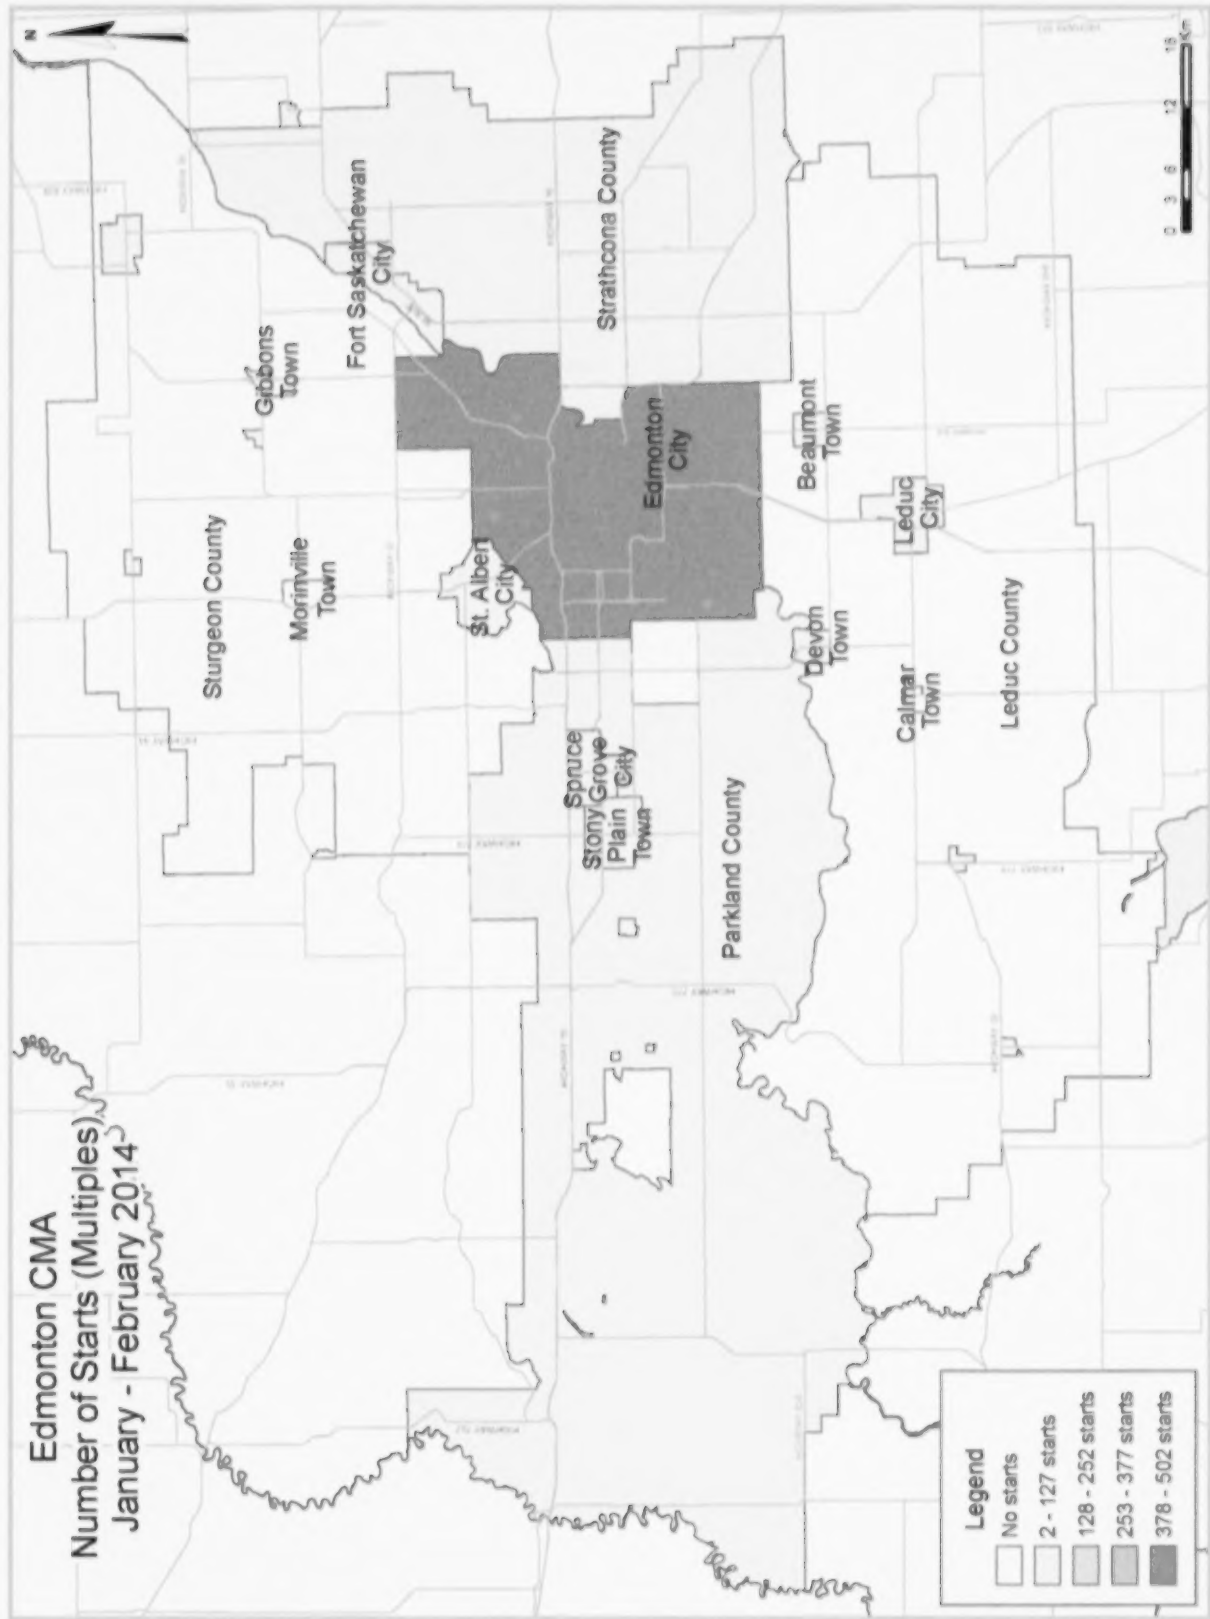 Edmonton CMA
Number of Starts (Multiples)
January - February 2014
N
Sturgeon County
Morinville
Town
Gibbons
Town
Fort Saskatchewan
City
St. Albert
City
Strathcona County
Edmonton
City
Spruce
Grove
City
Stony
Plain
Town
Parkland County
Devon
Town
Beaumont
Town
Leduc
City
Calmar
Town
Leduc County
Legend
No starts
2 - 127 starts
128 - 252 starts
253 - 377 starts
378 - 502 starts
0 3 6 12 18
Km